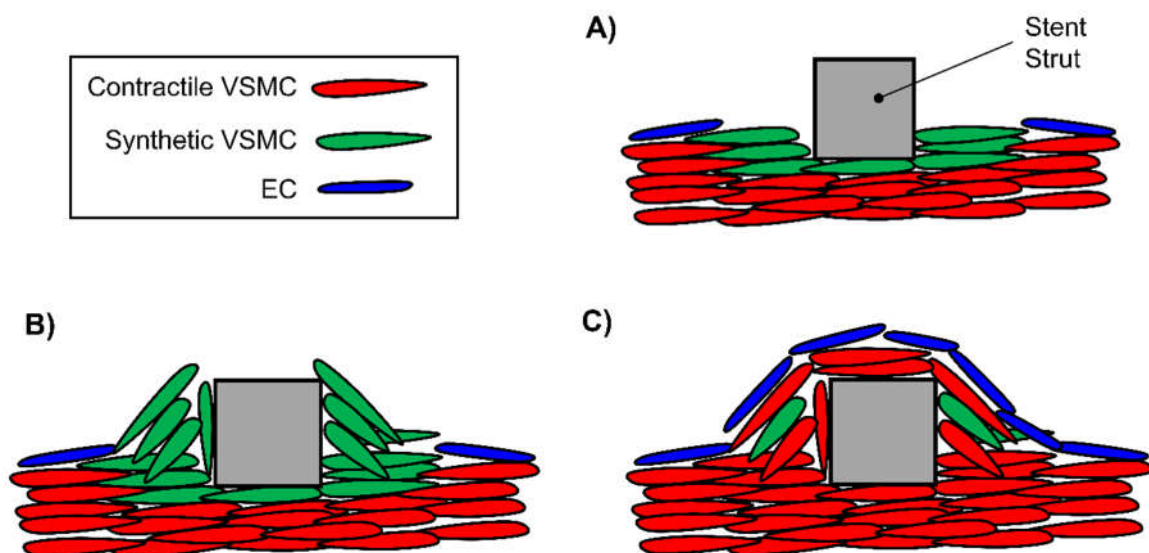 A)
Stent
Strut
Contractile VSMC
Synthetic VSMC
EC
B)
C)